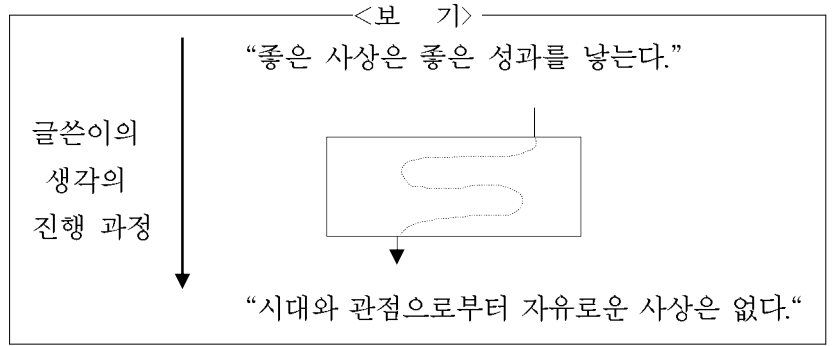 <보 기>
“좋은 사상은 좋은 성과를 낳는다.”
글쓴이의
생각의
진행 과정
“시대와 관점으로부터 자유로운 사상은 없다.“